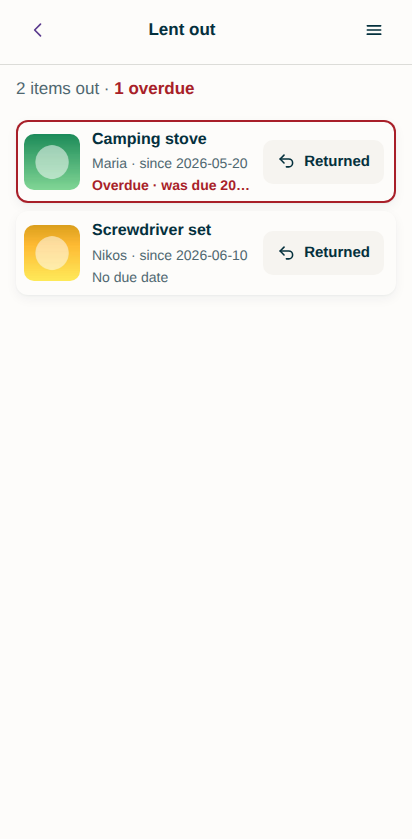 Lent out
2 items out · 1 overdue
Camping stove
Maria · since 2026-05-20
Overdue · was due 20…
Returned
Screwdriver set
Nikos · since 2026-06-10
No due date
Returned